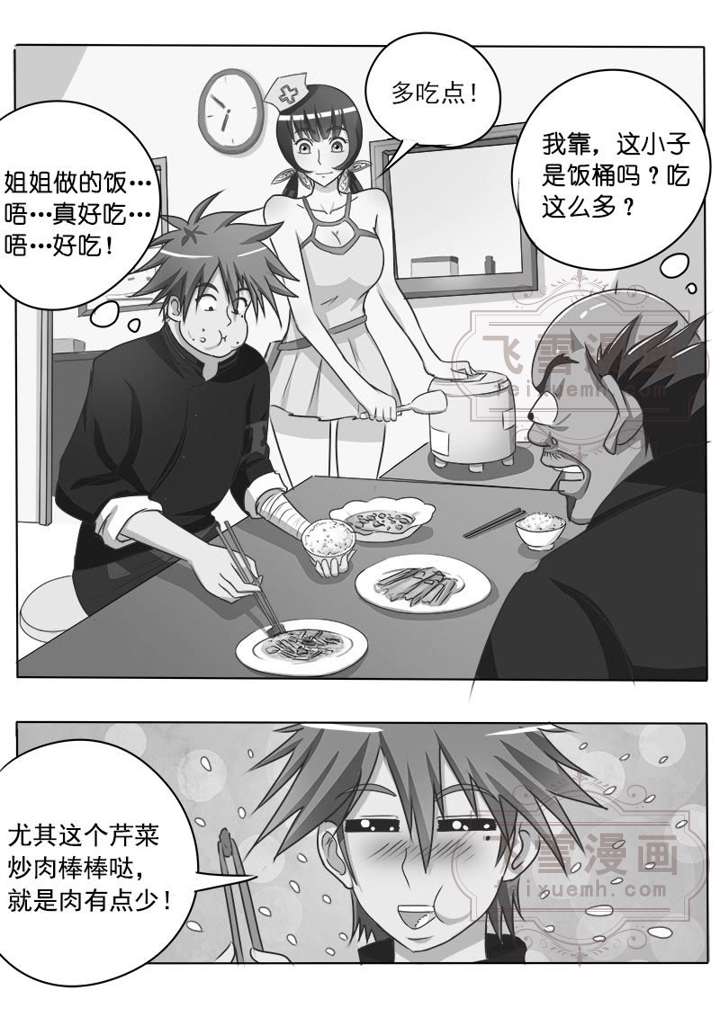 多吃点！
姐姐做的饭…
唔…真好吃…
唔…好吃！
我靠，这小子
是饭桶吗？吃
这么多？
飞雪漫画
feixuemh.com
尤其这个芹菜
炒肉棒棒哒，
就是肉有点少！
飞雪漫画
feixuemh.com